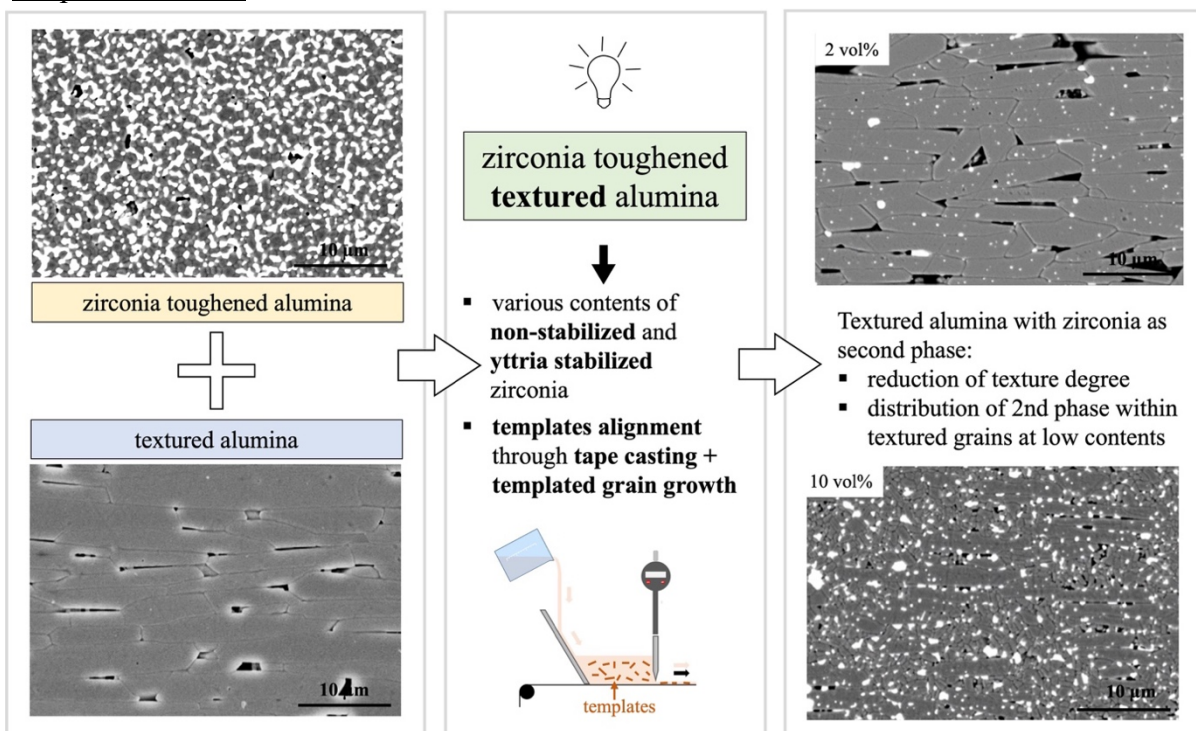 10 µm
zirconia toughened alumina
textured alumina
10 µm
zirconia toughened
textured alumina
▪ various contents of
non-stabilized and
yttria stabilized
zirconia
▪ templates alignment
through tape casting +
templated grain growth
templates
2 vol%
10 µm
Textured alumina with zirconia as
second phase:
▪ reduction of texture degree
▪ distribution of 2nd phase within
textured grains at low contents
10 vol%
10 µm